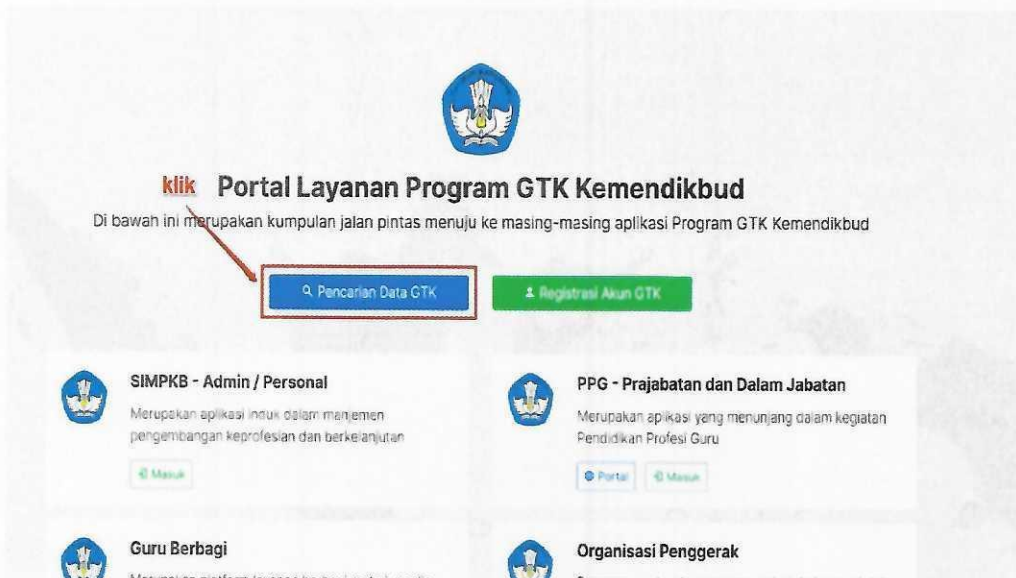 klik Portal Layanan Program GTK Kemendikbud
Di bawah ini merupakan kumpulan jalan pintas menuju ke masing-masing aplikasi Program GTK Kemendikbud
Pencarian Data GTK
Registrasi Akun GTK
SIMPKB - Admin / Personal
Merupakan aplikasi induk dalam manjemen
pengembangan keprofesian dan berkelanjutan
Masuk
PPG - Prajabatan dan Dalam Jabatan
Merupakan aplikasi yang menunjang dalam kegiatan
Pendidikan Profesi Guru
Portal
Masuk
Guru Berbagi
Organisasi Penggerak